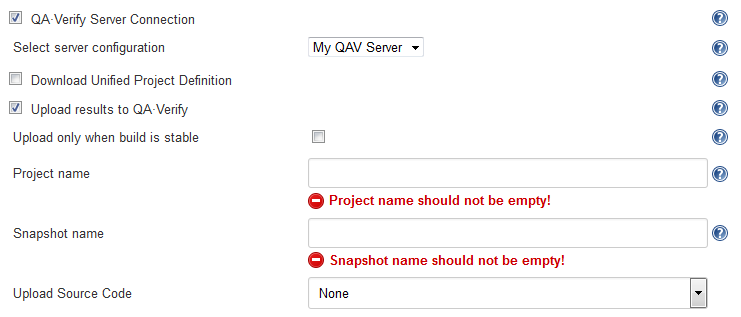 QA·Verify Server Connection
Select server configuration My QAV Server
Download Unified Project Definition
Upload results to QA·Verify
Upload only when build is stable
Project name
Project name should not be empty!
Snapshot name
Snapshot name should not be empty!
Upload Source Code None